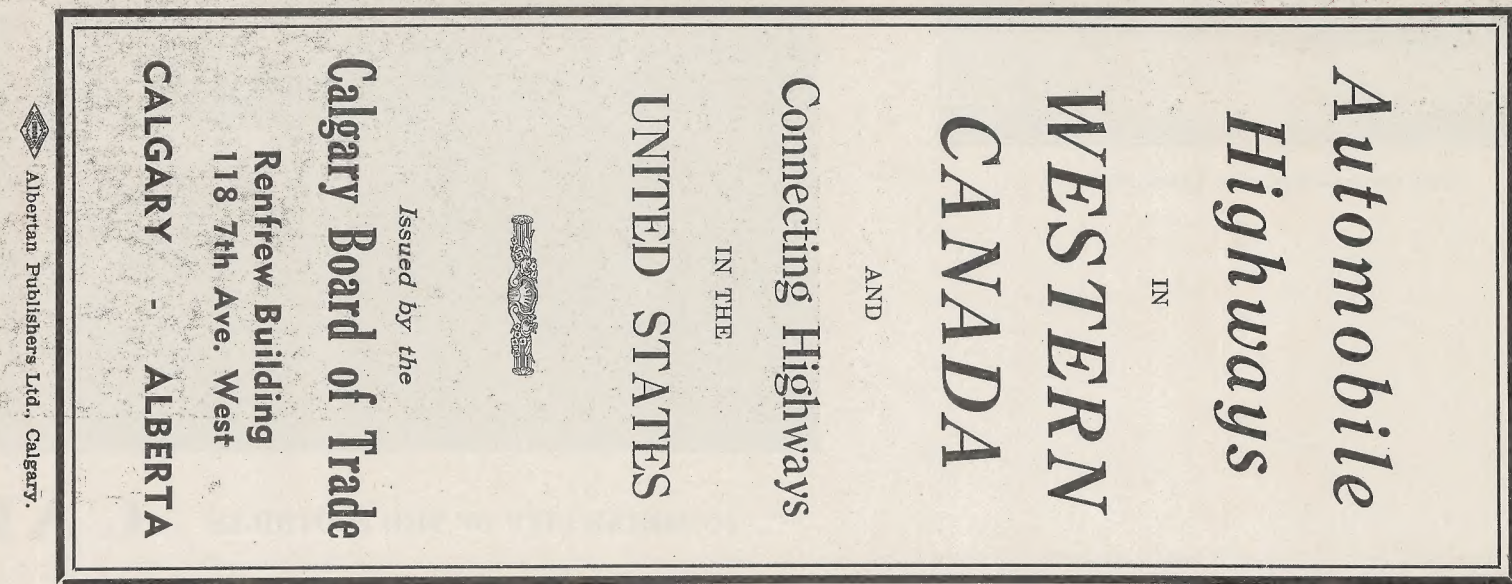 Automobile
Highways
IN
WESTERN
CANADA
AND
Connecting Highways
IN THE
UNITED STATES
Issued by the
Calgary Board of Trade
Renfrew Building
118 7th Ave. West
CALGARY - ALBERTA
Albertan Publishers Ltd., Calgary.